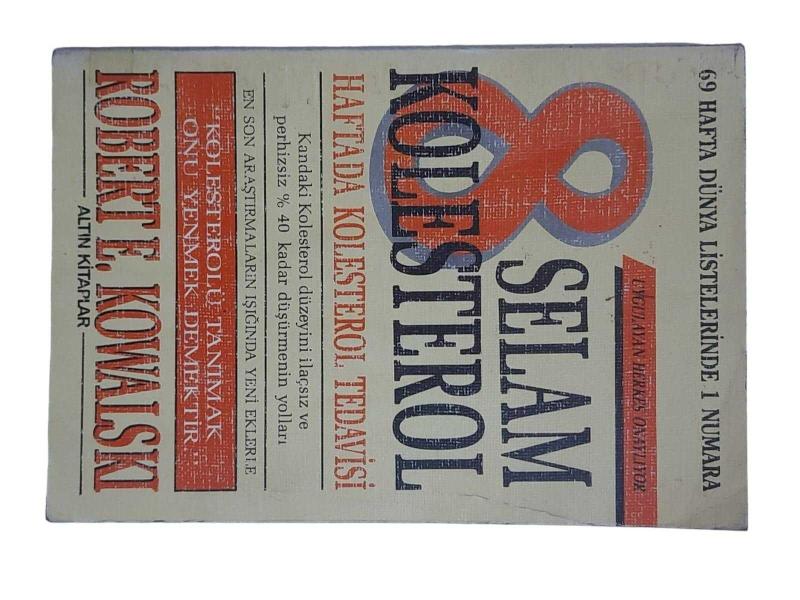 69 HAFTA DÜNYA LİSTELERİNDE 1 NUMARA
UYGULAYAN HERKES ONAYLIYOR
SELAM
KOLESTEROL
8
HAFTADA KOLESTEROL TEDAVİSİ
Kandaki Kolesterol düzeyini ilaçsız ve
perhizsiz % 40 kadar düşürmenin yolları
EN SON ARAŞTIRMALARIN IŞIĞINDA YENİ EKLERLE
"KOLESTEROLÜ TANIMAK
ONU YENMEK DEMEKTİR"
ROBERT E. KOWALSKI
ALTIN KİTAPLAR